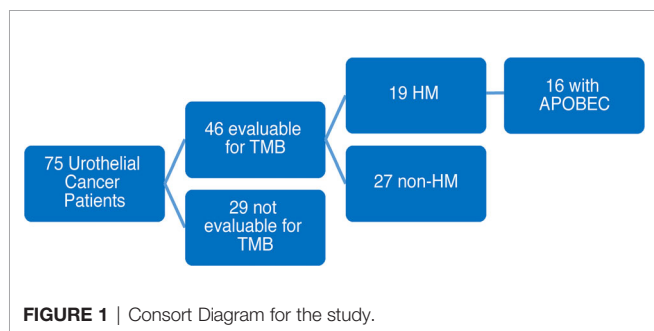 75 Urothelial
Cancer
Patients
46 evaluable
for TMB
29 not
evaluable for
TMB
19 HM
27 non-HM
16 with
APOBEC
FIGURE 1 | Consort Diagram for the study.